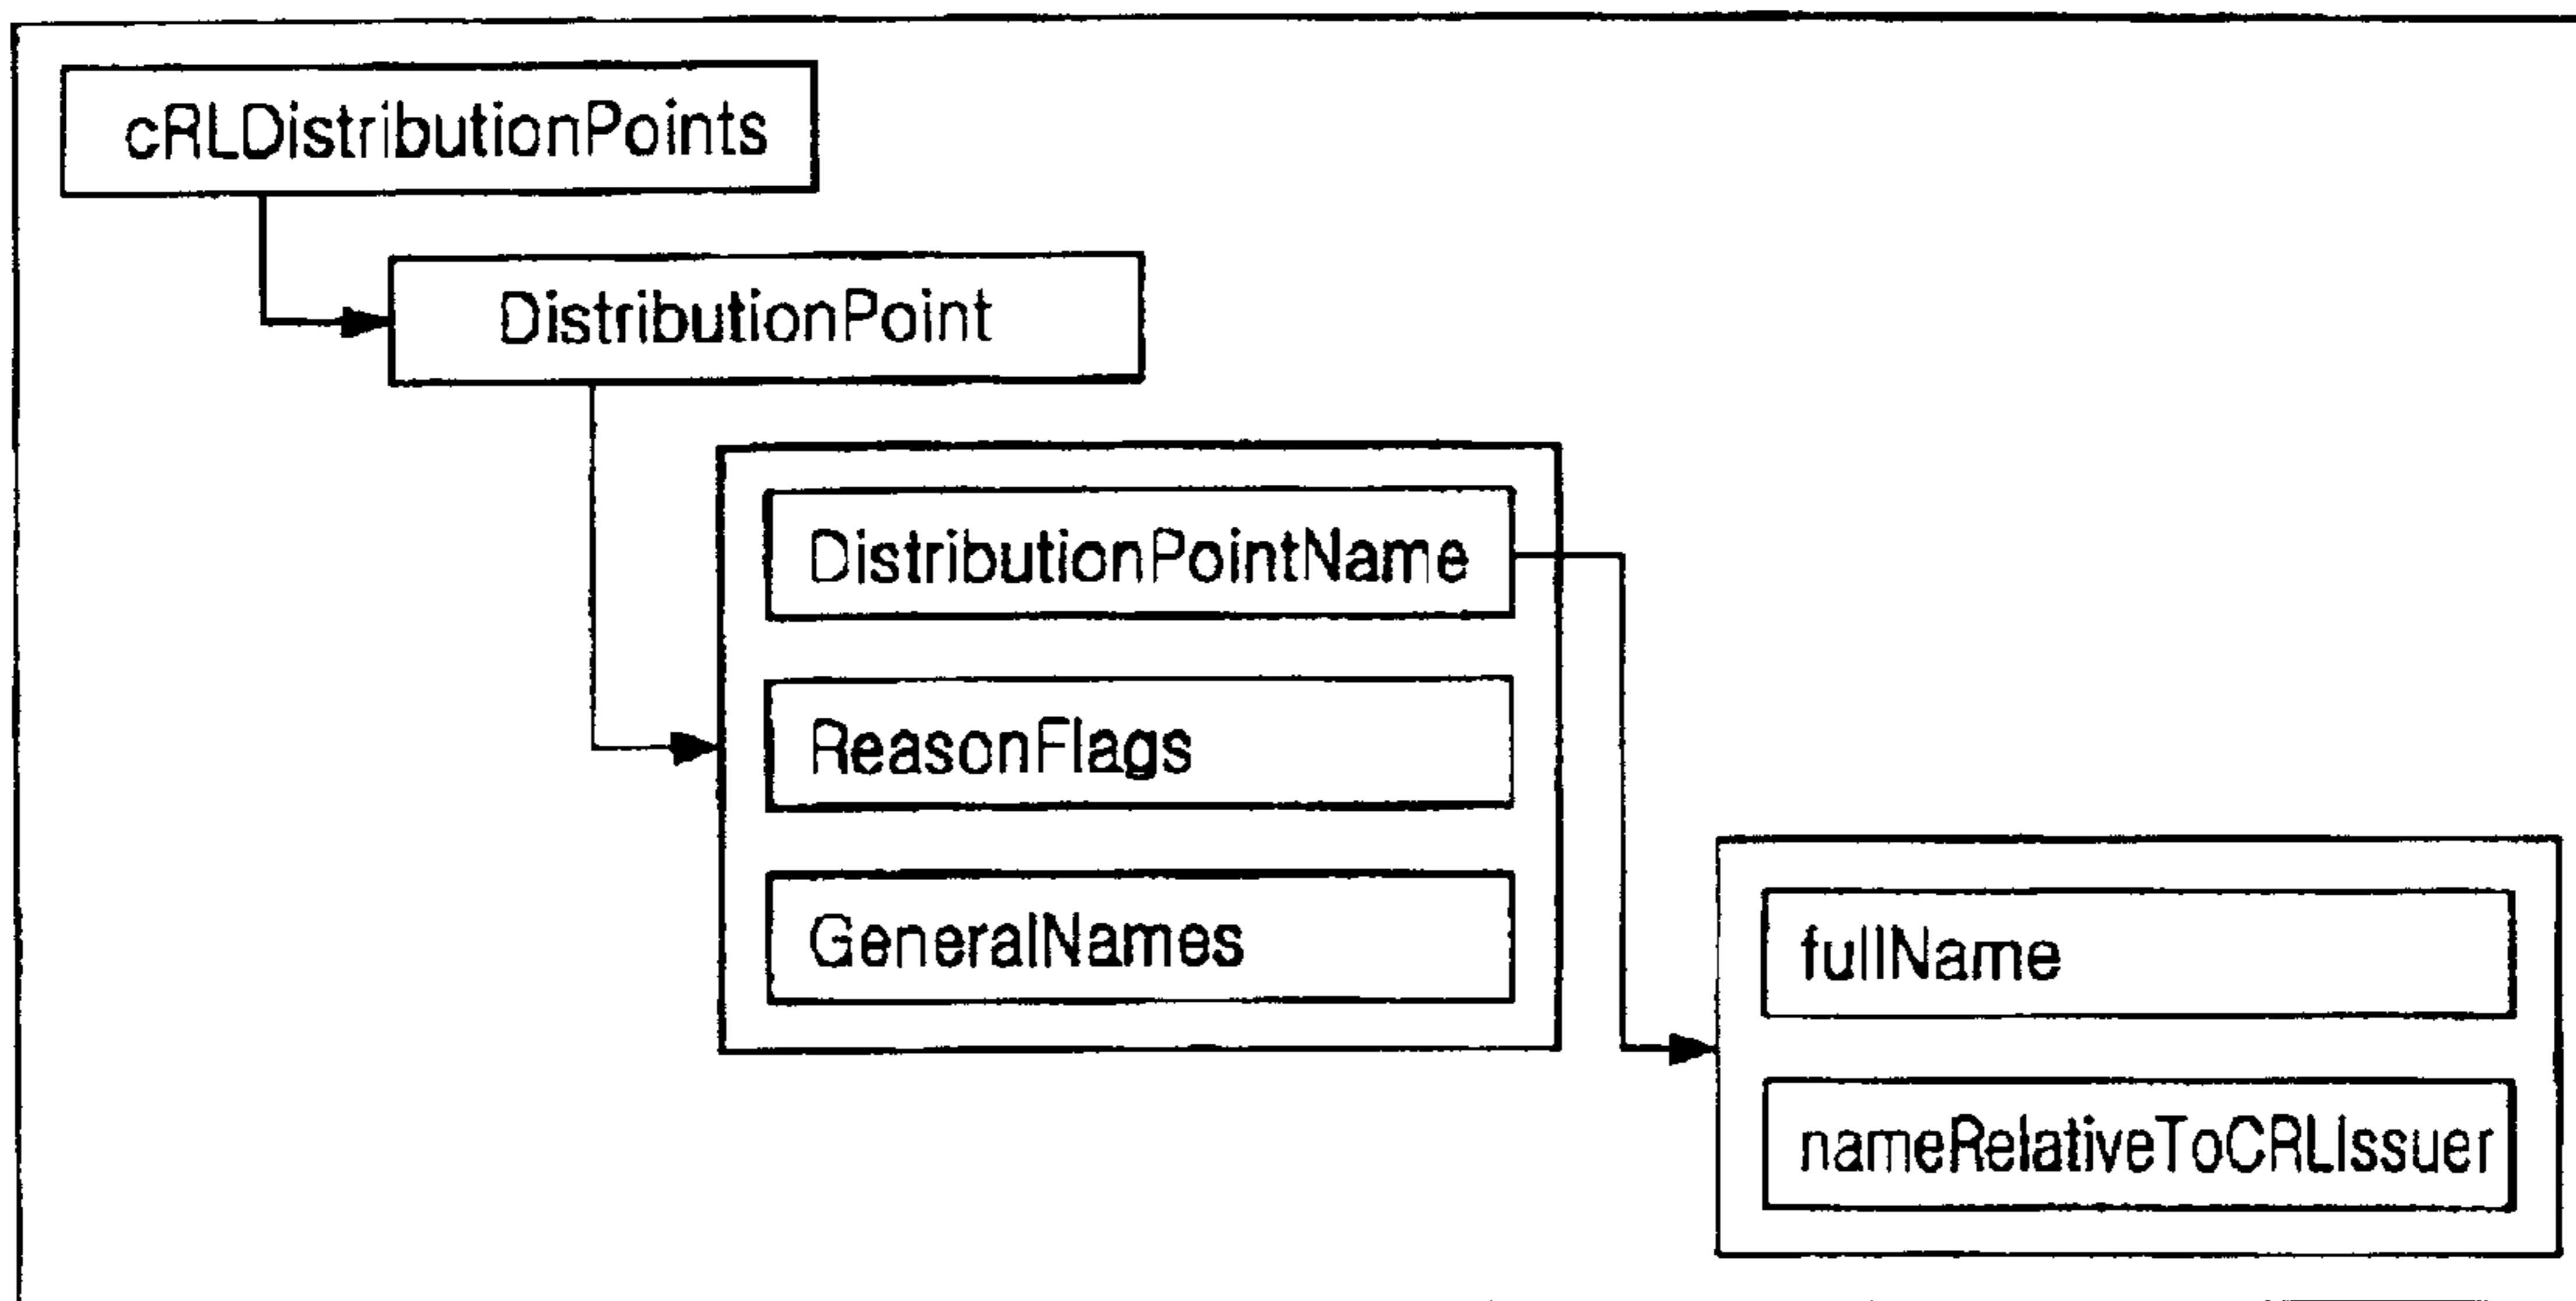 cRLDistributionPoints
DistributionPoint
DistributionPointName
ReasonFlags
GeneralNames
fullName
nameRelativeToCRLIssuer